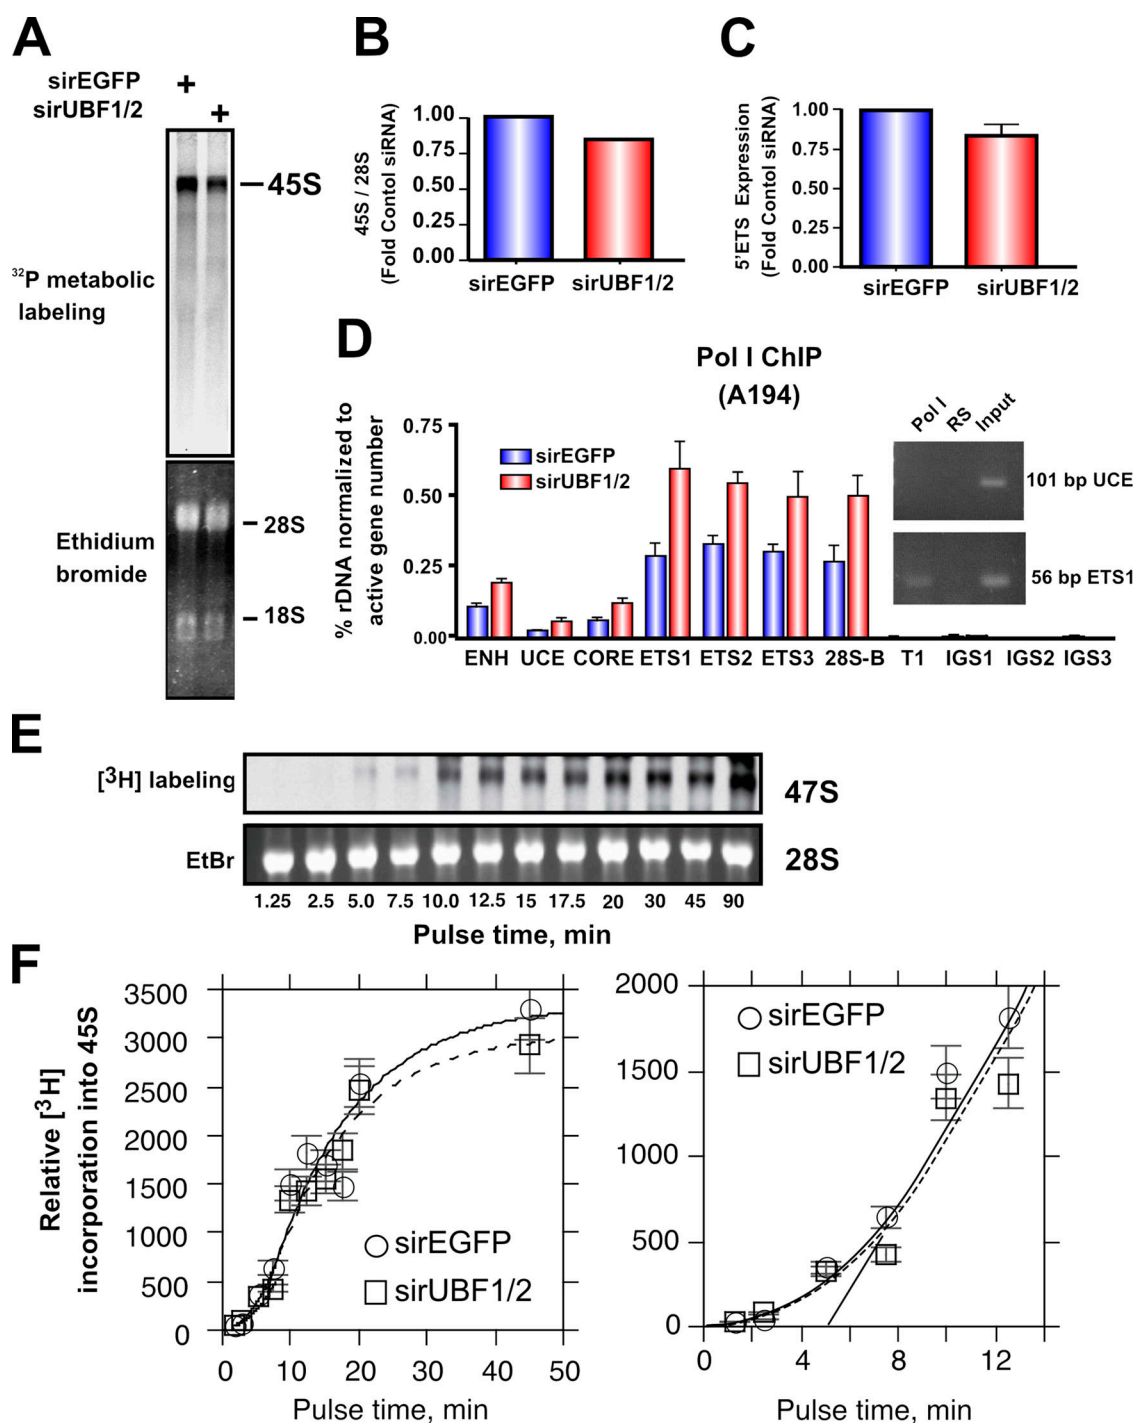 A
sirEGFP +
sirUBF1/2 +
45S
32P metabolic
labeling
Ethidium
bromide
28S
18S
B
45S / 28S
(Fold Contol siRNA)
1.00
0.75
0.50
0.25
0.00
sirEGFP sirUBF1/2
C
5'ETS Expression
(Fold Contol siRNA)
1.00
0.75
0.50
0.25
0.00
sirEGFP sirUBF1/2
D
Pol I ChIP
(A194)
% rDNA normalized to
active gene number
0.75
0.50
0.25
0.00
sirEGFP
sirUBF1/2
Pol I RS Input
101 bp UCE
56 bp ETS1
ENH UCE CORE ETS1 ETS2 ETS3 28S-B T1 IGS1 IGS2 IGS3
E
[3H] labeling
47S
EtBr
28S
1.25 2.5 5.0 7.5 10.0 12.5 15 17.5 20 30 45 90
Pulse time, min
F
Relative [3H]
incorporation into 45S
3500
3000
2500
2000
1500
1000
500
0
sirEGFP
sirUBF1/2
0 10 20 30 40 50
Pulse time, min
2000
1500
1000
500
0
sirEGFP
sirUBF1/2
0 4 8 12
Pulse time, min